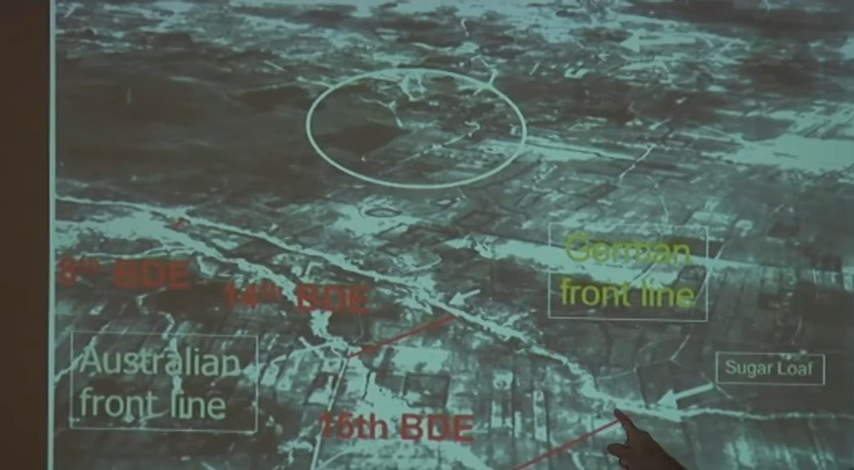 German
front line
8th BDE
14th BDE
Australian
front line
Sugar Loaf
15th BDE